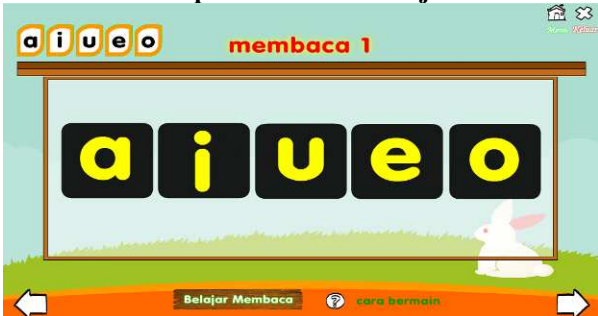 a i u e o
membaca 1
Menu Keluar
a i u e o
Belajar Membaca ? cara bermain